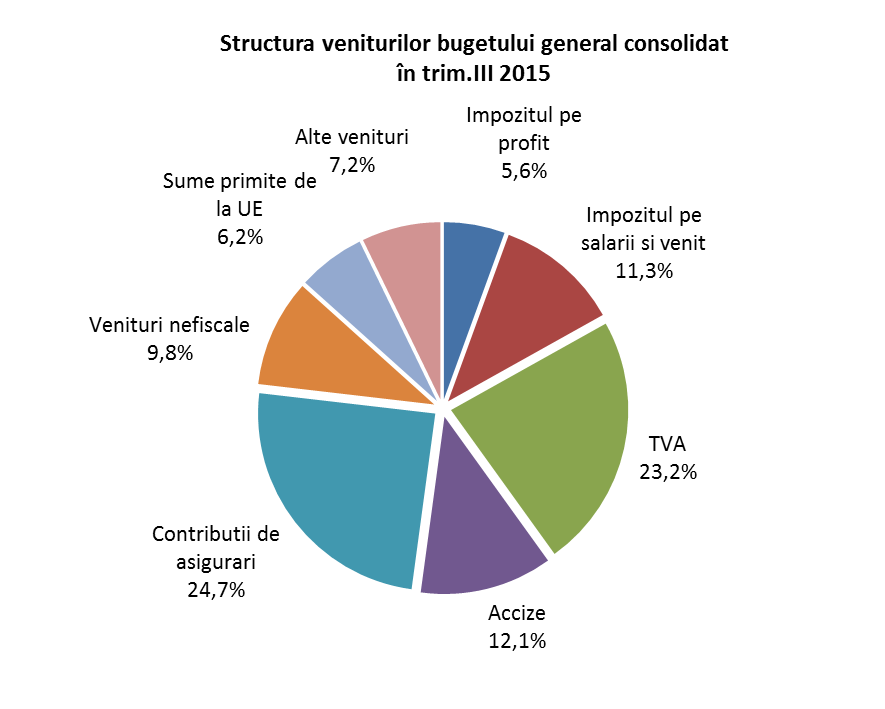 Structura veniturilor bugetului general consolidat
în trim.III 2015
Impozitul pe
profit
5,6%
Impozitul pe
salarii si venit
11,3%
TVA
23,2%
Accize
12,1%
Contributii de
asigurari
24,7%
Venituri nefiscale
9,8%
Sume primite de
la UE
6,2%
Alte venituri
7,2%